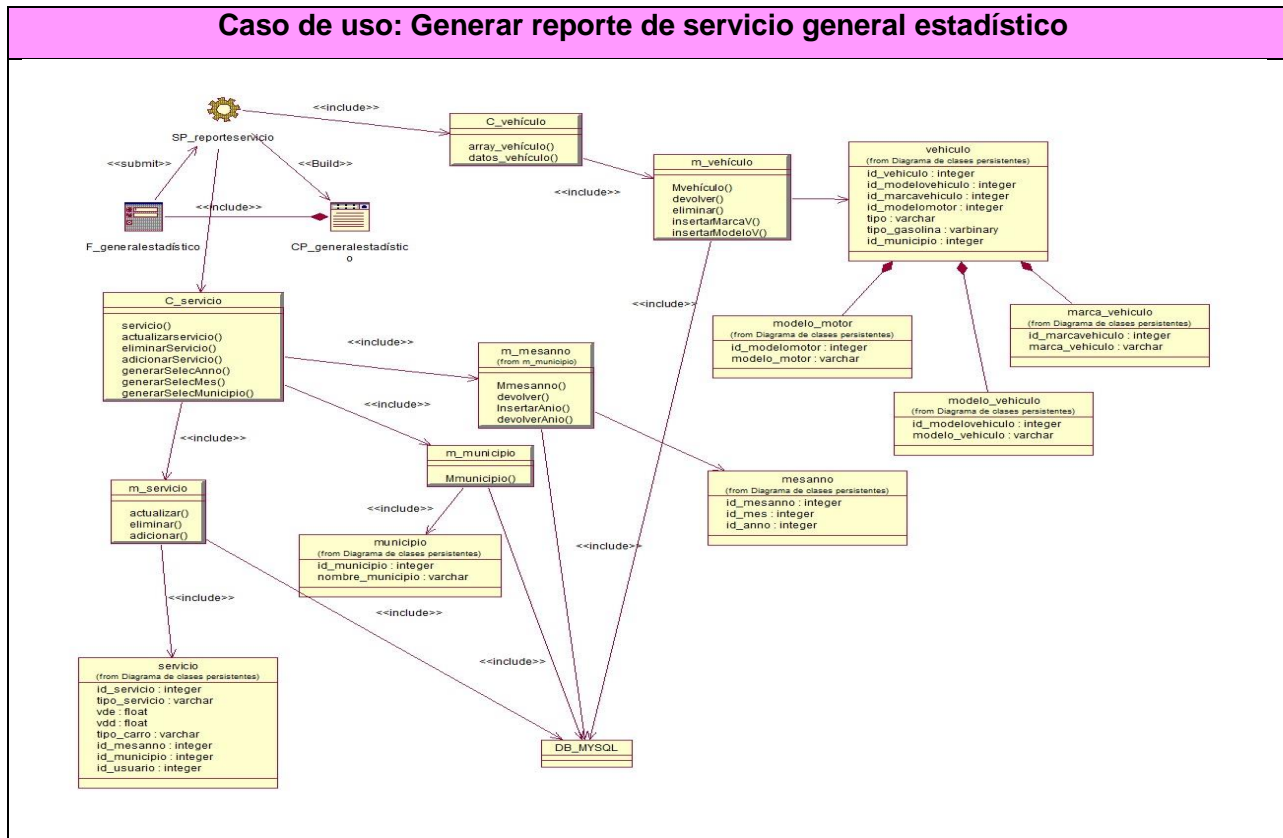 Caso de uso: Generar reporte de servicio general estadístico
<<include>>
SP_reporteservicio
<<submit>>
<<Build>>
<<include>>
F_generalestadístico
CP_generalestadístic
o
C_vehículo
array_vehículo()
datos_vehículo()
<<include>>
m_vehículo
Mvehículo()
devolver()
eliminar()
insertarMarcaV()
insertarModeloV()
vehiculo
(from Diagrama de clases persistentes)
id_vehiculo : integer
id_modelovehiculo : integer
id_marcavehiculo : integer
id_modelomotor : integer
tipo : varchar
tipo_gasolina : varbinary
id_municipio : integer
<<include>>
modelo_motor
(from Diagrama de clases persistentes)
id_modelomotor : integer
modelo_motor : varchar
marca_vehiculo
(from Diagrama de clases persistentes)
id_marcavehiculo : integer
marca_vehiculo : varchar
modelo_vehiculo
(from Diagrama de clases persistentes)
id_modelovehiculo : integer
modelo_vehiculo : varchar
C_servicio
servicio()
actualizarservicio()
eliminarServicio()
adicionarServicio()
generarSelecAnno()
generarSelecMes()
generarSelecMunicipio()
<<include>>
m_mesanno
(from m_municipio)
Mmesanno()
devolver()
InsertarAnio()
devolverAnio()
<<include>>
<<include>>
m_municipio
Mmunicipio()
mesanno
(from Diagrama de clases persistentes)
id_mesanno : integer
id_mes : integer
id_anno : integer
m_servicio
actualizar()
eliminar()
adicionar()
<<include>>
municipio
(from Diagrama de clases persistentes)
id_municipio : integer
nombre_municipio : varchar
<<include>>
<<include>>
<<include>>
servicio
(from Diagrama de clases persistentes)
id_servicio : integer
tipo_servicio : varchar
vde : float
vdd : float
tipo_carro : varchar
id_mesanno : integer
id_municipio : integer
id_usuario : integer
DB_MYSQL